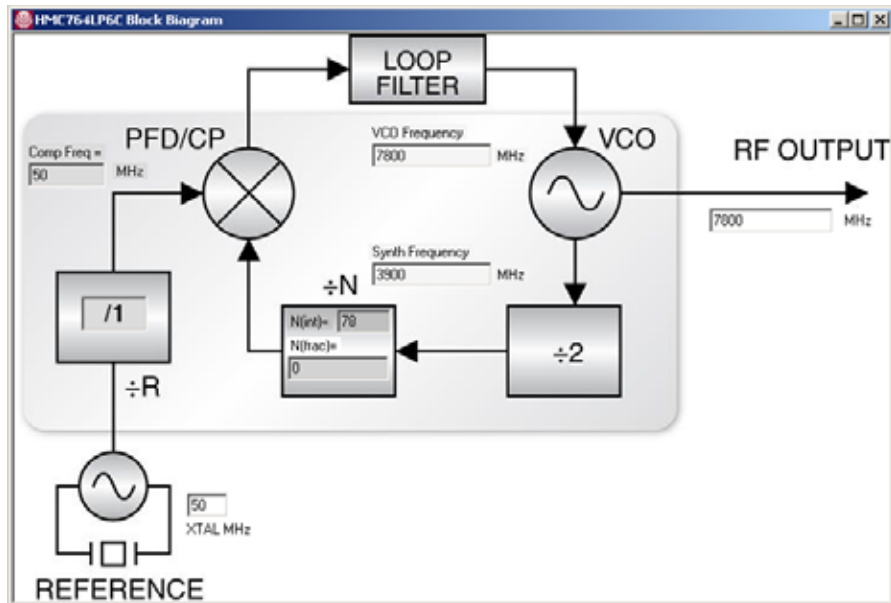 HMC764LP6C Block Biagram
LOOP
FILTER
PFD/CP
VCO Frequency
7800 MHz
VCO
Comp Freq =
50 MHz
RF OUTPUT
7800 MHz
Synth Frequency
3900 MHz
÷N
/1
N(int)= 78
N(frac)=
0
÷2
÷R
50
XTAL MHz
REFERENCE